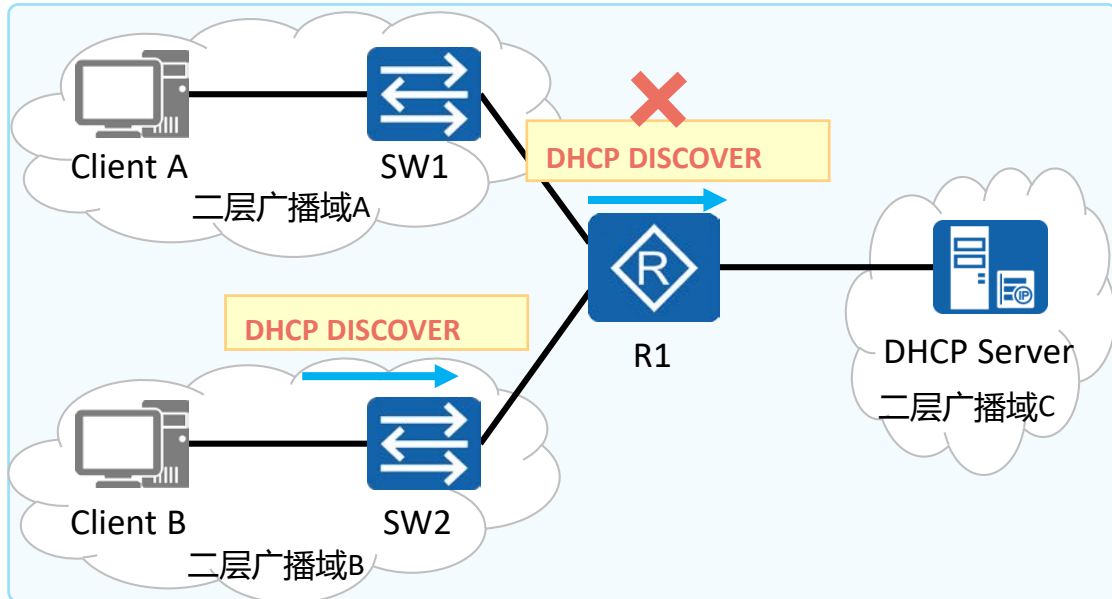 Client A
SW1
二层广播域A
DHCP DISCOVER
R
R1
IP
DHCP Server
二层广播域C
DHCP DISCOVER
Client B
SW2
二层广播域B